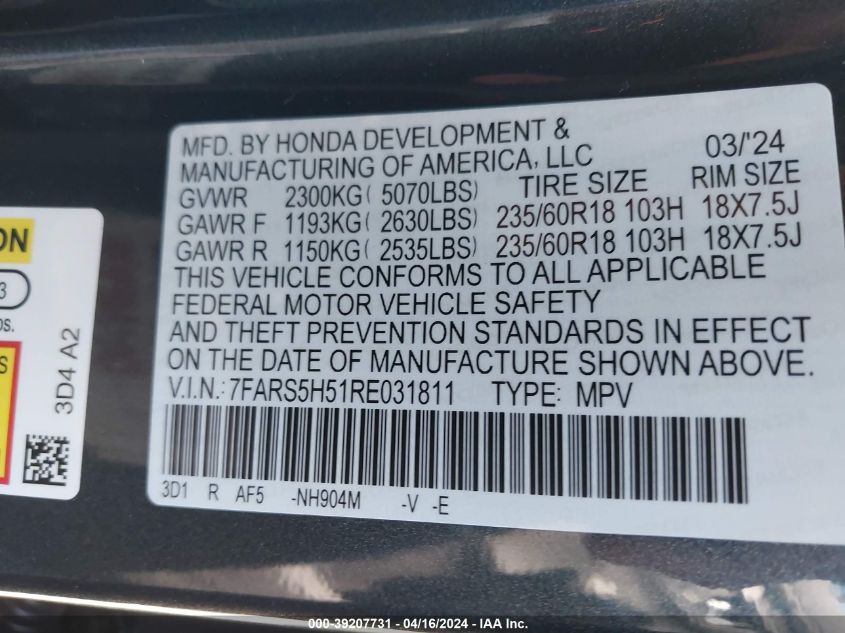 MFD. BY HONDA DEVELOPMENT &
MANUFACTURING OF AMERICA, LLC 03/'24
GVWR 2300KG( 5070LBS) TIRE SIZE RIM SIZE
GAWR F 1193KG( 2630LBS) 235/60R18 103H 18X7.5J
GAWR R 1150KG( 2535LBS) 235/60R18 103H 18X7.5J
THIS VEHICLE CONFORMS TO ALL APPLICABLE
FEDERAL MOTOR VEHICLE SAFETY
AND THEFT PREVENTION STANDARDS IN EFFECT
ON THE DATE OF MANUFACTURE SHOWN ABOVE.
V.I.N.: 7FARS5H51RE031811 TYPE: MPV
3D1 R AF5 -NH904M -V -E
3D4 A2
000-39207731 - 04/16/2024 - IAA Inc.